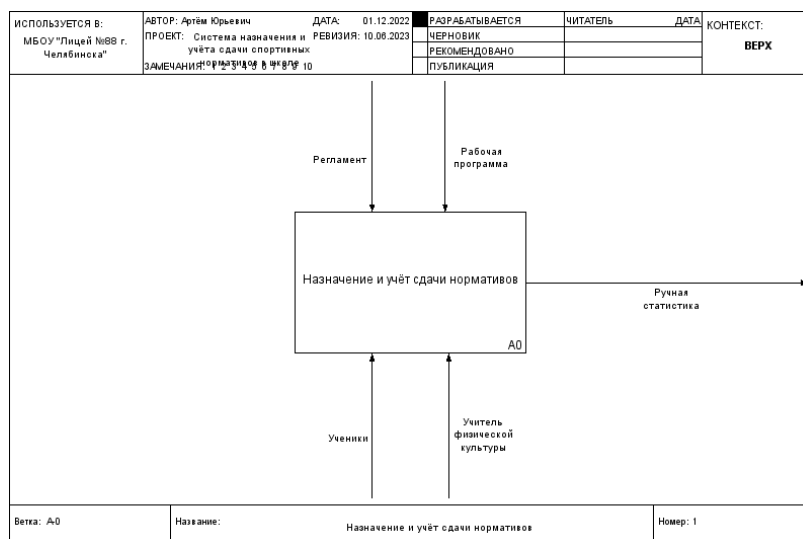 ИСПОЛЬЗУЕТСЯ В:
МБОУ "Лицей №88 г.
Челябинска"
АВТОР: Артём Юрьевич
ДАТА: 01.12.2022
ПРОЕКТ: Система назначения и
учёта сдачи спортивных
нормативов в школе
РЕВИЗИЯ: 10.06.2023
ЗАМЕЧАНИЯ: 1 2 3 4 5 6 7 8 9 10
РАЗРАБАТЫВАЕТСЯ
ЧЕРНОВИК
РЕКОМЕНДОВАНО
ПУБЛИКАЦИЯ
ЧИТАТЕЛЬ
ДАТА
КОНТЕКСТ:
ВЕРХ
Регламент
Рабочая
программа
Назначение и учёт сдачи нормативов
A0
Ручная
статистика
Ученики
Учитель
физической
культуры
Ветка: A-0
Название:
Назначение и учёт сдачи нормативов
Номер: 1